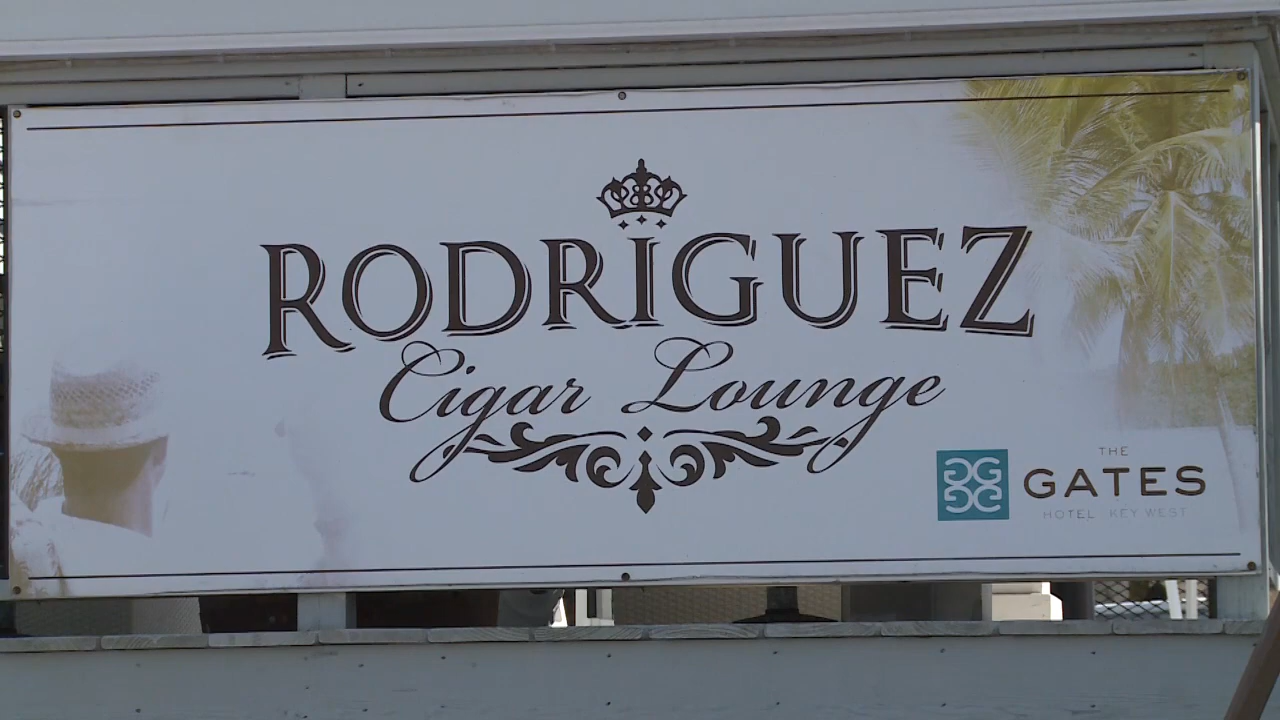 RODRIGUEZ
Cigar Lounge
THE
GATES
HOTEL KEY WEST